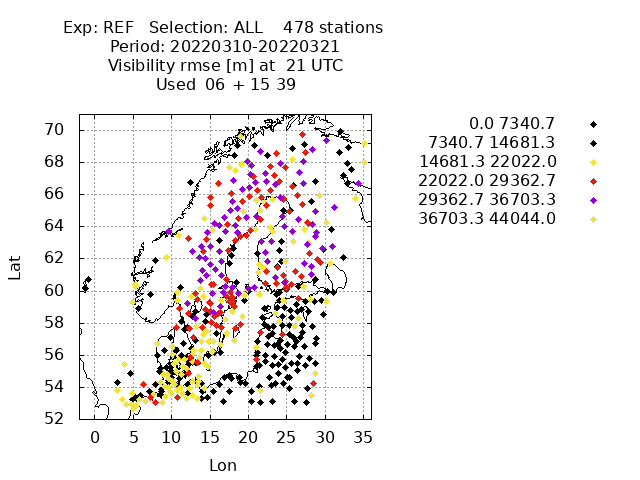 Exp: REF Selection: ALL 478 stations
Period: 20220310-20220321
Visibility rmse [m] at 21 UTC
Used 06 + 15 39
0.0 7340.7
7340.7 14681.3
14681.3 22022.0
22022.0 29362.7
29362.7 36703.3
36703.3 44044.0
70
68
66
64
62
60
58
56
54
52
Lat
0 5 10 15 20 25 30 35
Lon